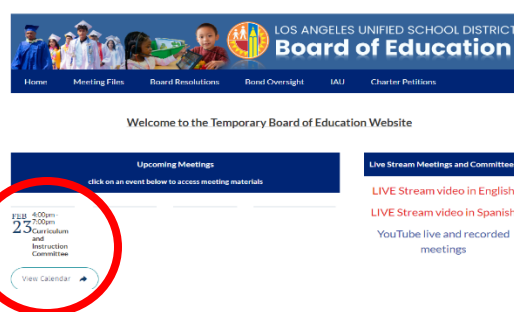 LOS ANGELES UNIFIED SCHOOL DISTRICT
Board of Education
Home Meeting Files Board Resolutions Bond Oversight IAU Charter Petitions
Welcome to the Temporary Board of Education Website
Upcoming Meetings
click on an event below to access meeting materials
FEB
23
4:00pm-
7:00pm
Curriculum
and
Instruction
Committee
View Calendar
Live Stream Meetings and Committees
LIVE Stream video in English
LIVE Stream video in Spanish
YouTube live and recorded
meetings